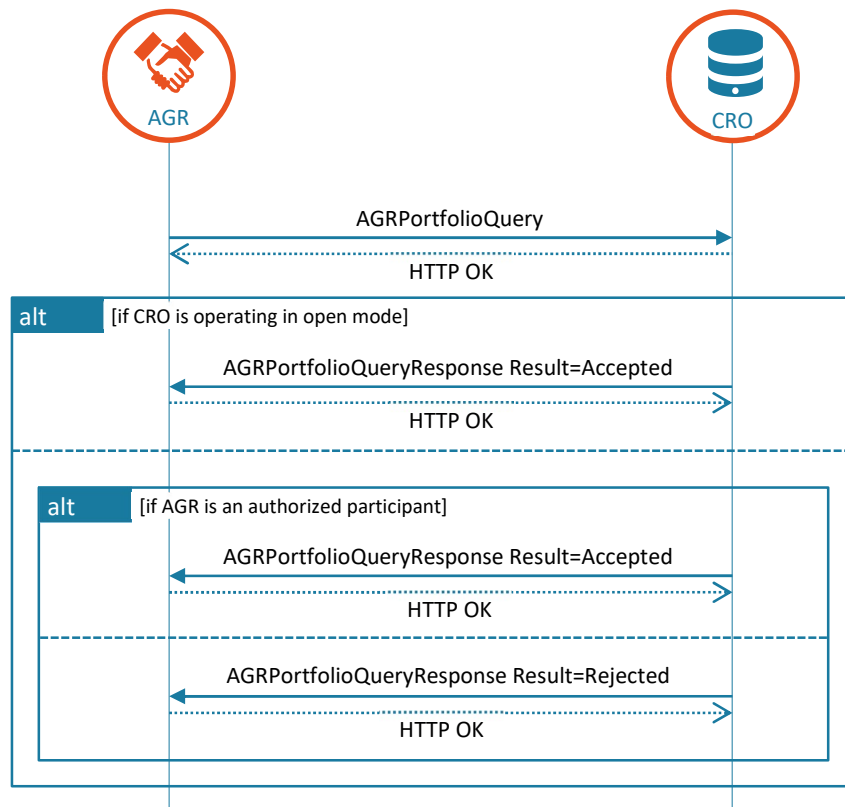 AGR
CRO
AGRPortfolioQuery
HTTP OK
alt [if CRO is operating in open mode]
AGRPortfolioQueryResponse Result=Accepted
HTTP OK
alt [if AGR is an authorized participant]
AGRPortfolioQueryResponse Result=Accepted
HTTP OK
AGRPortfolioQueryResponse Result=Rejected
HTTP OK